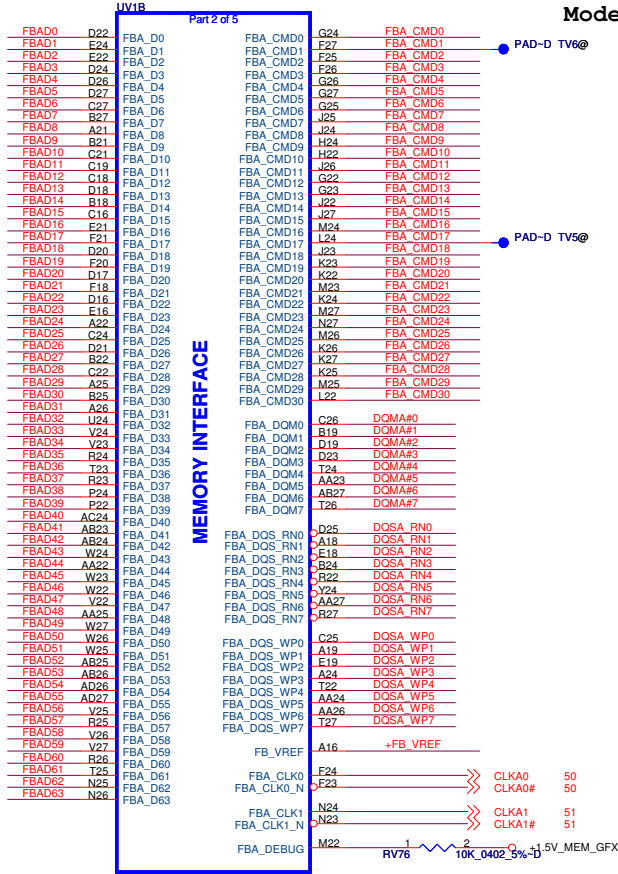 UV1B
Part 2 of 5
Mode
FBAD0 D22 FBA_D0 FBA_CMD0 G24 FBA_CMD0
FBAD1 E24 FBA_D1 FBA_CMD1 F27 FBA_CMD1 PAD~D TV6@
FBAD2 E22 FBA_D2 FBA_CMD2 F25 FBA_CMD2
FBAD3 D24 FBA_D3 FBA_CMD3 F26 FBA_CMD3
FBAD4 D26 FBA_D4 FBA_CMD4 G26 FBA_CMD4
FBAD5 D27 FBA_D5 FBA_CMD5 G27 FBA_CMD5
FBAD6 C27 FBA_D6 FBA_CMD6 G25 FBA_CMD6
FBAD7 B27 FBA_D7 FBA_CMD7 J25 FBA_CMD7
FBAD8 A21 FBA_D8 FBA_CMD8 J24 FBA_CMD8
FBAD9 B21 FBA_D9 FBA_CMD9 H24 FBA_CMD9
FBAD10 C21 FBA_D10 FBA_CMD10 H22 FBA_CMD10
FBAD11 C19 FBA_D11 FBA_CMD11 J26 FBA_CMD11
FBAD12 C18 FBA_D12 FBA_CMD12 G22 FBA_CMD12
FBAD13 D18 FBA_D13 FBA_CMD13 G23 FBA_CMD13
FBAD14 B18 FBA_D14 FBA_CMD14 J22 FBA_CMD14
FBAD15 C16 FBA_D15 FBA_CMD15 J27 FBA_CMD15
FBAD16 E21 FBA_D16 FBA_CMD16 M24 FBA_CMD16
FBAD17 F21 FBA_D17 FBA_CMD17 L24 FBA_CMD17 PAD~D TV5@
FBAD18 D20 FBA_D18 FBA_CMD18 J23 FBA_CMD18
FBAD19 F20 FBA_D19 FBA_CMD19 K23 FBA_CMD19
FBAD20 D17 FBA_D20 FBA_CMD20 K22 FBA_CMD20
FBAD21 F18 FBA_D21 FBA_CMD21 M23 FBA_CMD21
FBAD22 D16 FBA_D22 FBA_CMD22 K24 FBA_CMD22
FBAD23 E16 FBA_D23 FBA_CMD23 M27 FBA_CMD23
FBAD24 A22 FBA_D24 FBA_CMD24 N27 FBA_CMD24
FBAD25 C24 FBA_D25 FBA_CMD25 M26 FBA_CMD25
FBAD26 D21 FBA_D26 FBA_CMD26 K26 FBA_CMD26
FBAD27 B22 FBA_D27 FBA_CMD27 K27 FBA_CMD27
FBAD28 C22 FBA_D28 FBA_CMD28 K25 FBA_CMD28
FBAD29 A25 FBA_D29 FBA_CMD29 M25 FBA_CMD29
FBAD30 B25 FBA_D30 FBA_CMD30 L22 FBA_CMD30
FBAD31 A26 FBA_D31
FBAD32 U24 FBA_D32 FBA_DQM0 C26 DQMA#0
FBAD33 V24 FBA_D33 FBA_DQM1 B19 DQMA#1
FBAD34 V23 FBA_D34 FBA_DQM2 D19 DQMA#2
FBAD35 R24 FBA_D35 FBA_DQM3 D23 DQMA#3
FBAD36 T23 FBA_D36 FBA_DQM4 T24 DQMA#4
FBAD37 R23 FBA_D37 FBA_DQM5 AA23 DQMA#5
FBAD38 P24 FBA_D38 FBA_DQM6 AB27 DQMA#6
FBAD39 P22 FBA_D39 FBA_DQM7 T26 DQMA#7
FBAD40 AC24 FBA_D40
FBAD41 AB23 FBA_D41 FBA_DQS_RN0 D25 DQSA_RN0
FBAD42 AB24 FBA_D42 FBA_DQS_RN1 A18 DQSA_RN1
FBAD43 W24 FBA_D43 FBA_DQS_RN2 E18 DQSA_RN2
FBAD44 AA22 FBA_D44 FBA_DQS_RN3 B24 DQSA_RN3
FBAD45 W23 FBA_D45 FBA_DQS_RN4 R22 DQSA_RN4
FBAD46 W22 FBA_D46 FBA_DQS_RN5 Y24 DQSA_RN5
FBAD47 V22 FBA_D47 FBA_DQS_RN6 AA27 DQSA_RN6
FBAD48 AA25 FBA_D48 FBA_DQS_RN7 R27 DQSA_RN7
FBAD49 W27 FBA_D49
FBAD50 W26 FBA_D50 FBA_DQS_WP0 C25 DQSA_WP0
FBAD51 W25 FBA_D51 FBA_DQS_WP1 A19 DQSA_WP1
FBAD52 AB25 FBA_D52 FBA_DQS_WP2 E19 DQSA_WP2
FBAD53 AB26 FBA_D53 FBA_DQS_WP3 A24 DQSA_WP3
FBAD54 AD26 FBA_D54 FBA_DQS_WP4 T22 DQSA_WP4
FBAD55 AD27 FBA_D55 FBA_DQS_WP5 AA24 DQSA_WP5
FBAD56 V25 FBA_D56 FBA_DQS_WP6 AA26 DQSA_WP6
FBAD57 R25 FBA_D57 FBA_DQS_WP7 T27 DQSA_WP7
FBAD58 V26 FBA_D58
FBAD59 V27 FBA_D59 FB_VREF A16 +FB_VREF
FBAD60 R26 FBA_D60
FBAD61 T25 FBA_D61 FBA_CLK0 F24 CLKA0 50
FBAD62 N25 FBA_D62 FBA_CLK0_N F23 CLKA0# 50
FBAD63 N26 FBA_D63
FBA_CLK1 N24 CLKA1 51
FBA_CLK1_N N23 CLKA1# 51
FBA_DEBUG M22 1 2 +1.5V_MEM_GFX
RV76 10K_0402_5%~D
MEMORY INTERFACE